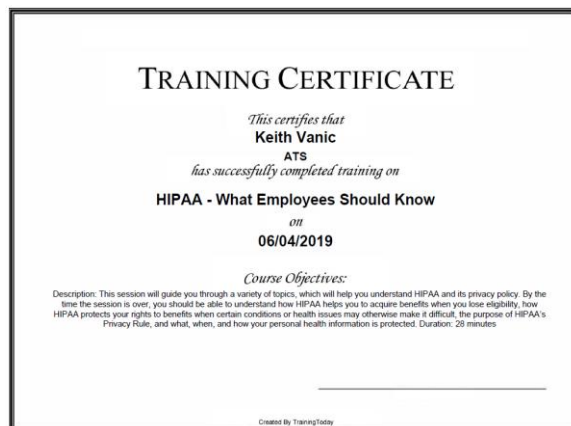 TRAINING CERTIFICATE
This certifies that
Keith Vanic
ATS
has successfully completed training on
HIPAA - What Employees Should Know
on
06/04/2019
Course Objectives:
Description: This session will guide you through a variety of topics, which will help you understand HIPAA and its privacy policy. By the
time the session is over, you should be able to understand how HIPAA helps you to acquire benefits when you lose eligibility, how
HIPAA protects your rights to benefits when certain conditions or health issues may otherwise make it difficult, the purpose of HIPAA's
Privacy Rule, and what, when, and how your personal health information is protected. Duration: 28 minutes
Created By TrainingToday